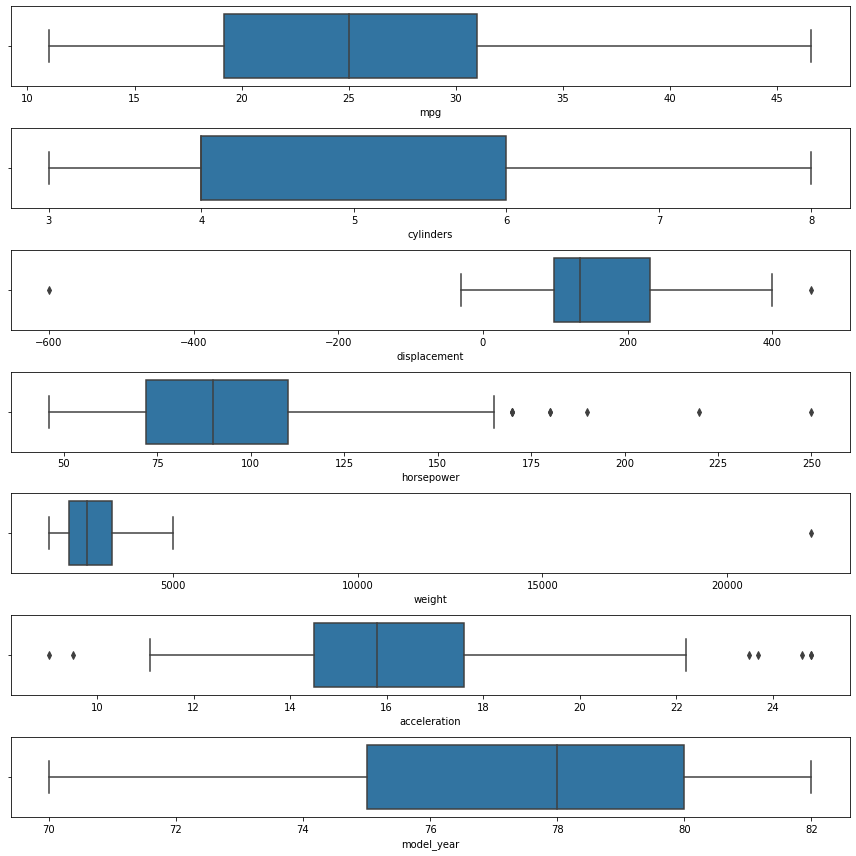 10 15 20 25 30 35 40 45
mpg
3 4 5 6 7 8
cylinders
−600 −400 −200 0 200 400
displacement
50 75 100 125 150 175 200 225 250
horsepower
5000 10000 15000 20000
weight
10 12 14 16 18 20 22 24
acceleration
70 72 74 76 78 80 82
model_year